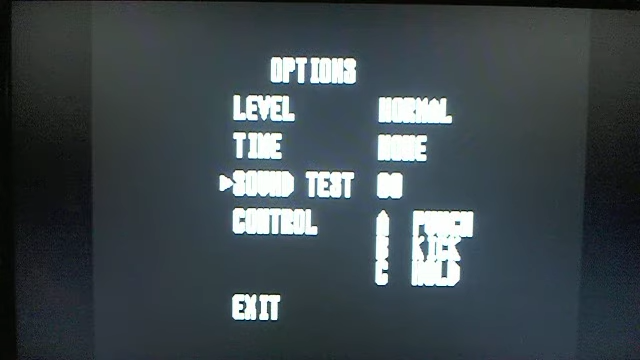 OPTIONS
LEVEL NORMAL
TIME NONE
▶SOUND TEST 00
CONTROL A PUNCH
B KICK
C HOLD
EXIT